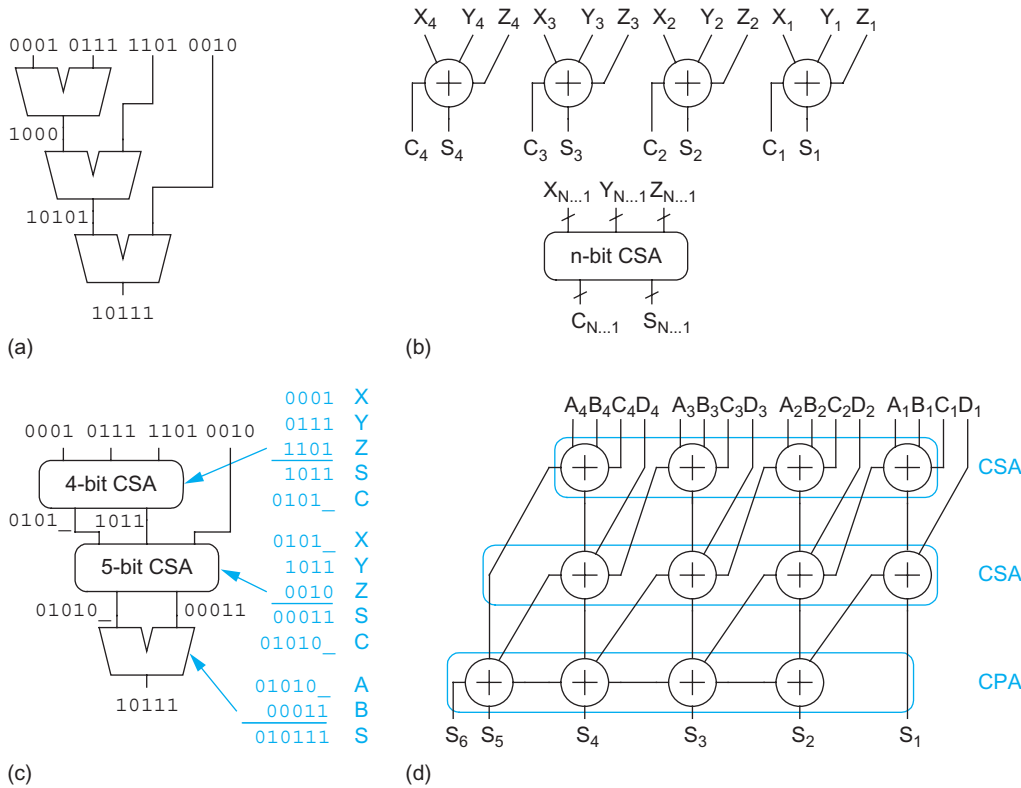 0001 0111 1101 0010
1000
10101
10111
(a)
X4 Y4 Z4 X3 Y3 Z3 X2 Y2 Z2 X1 Y1 Z1
C4 S4 C3 S3 C2 S2 C1 S1
XN...1 YN...1 ZN...1
n-bit CSA
CN...1 SN...1
(b)
0001 0111 1101 0010
4-bit CSA
0101_ 1011
5-bit CSA
01010_ 00011
10111
0001 X
0111 Y
1101 Z
1011 S
0101_ C
0101_ X
1011 Y
0010 Z
00011 S
01010_ C
01010_ A
00011 B
010111 S
(c)
A4B4C4D4 A3B3C3D3 A2B2C2D2 A1B1C1D1
CSA
CSA
CPA
S6 S5 S4 S3 S2 S1
(d)